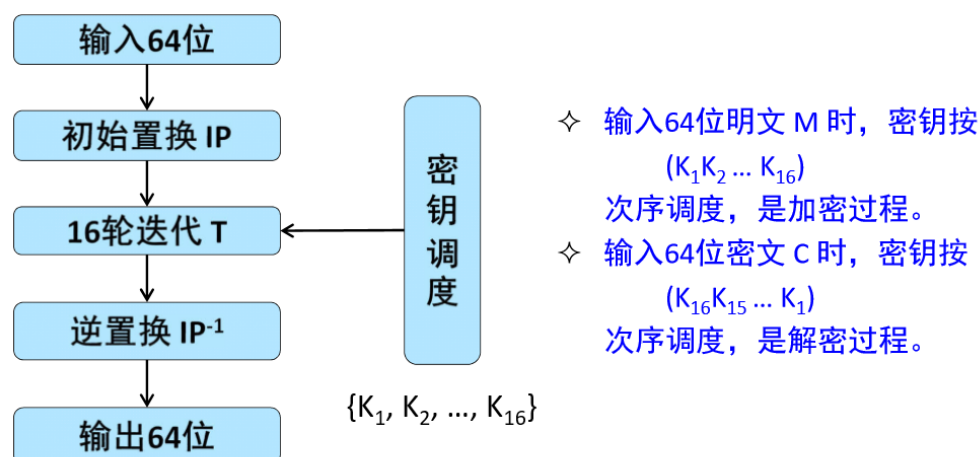 输入64位
初始置换 IP
16轮迭代 T
逆置换 IP⁻¹
输出64位
密钥调度
{K₁, K₂, ..., K₁₆}
✧ 输入64位明文 M 时，密钥按
(K₁K₂ ... K₁₆)
次序调度，是加密过程。
✧ 输入64位密文 C 时，密钥按
(K₁₆K₁₅ ... K₁)
次序调度，是解密过程。